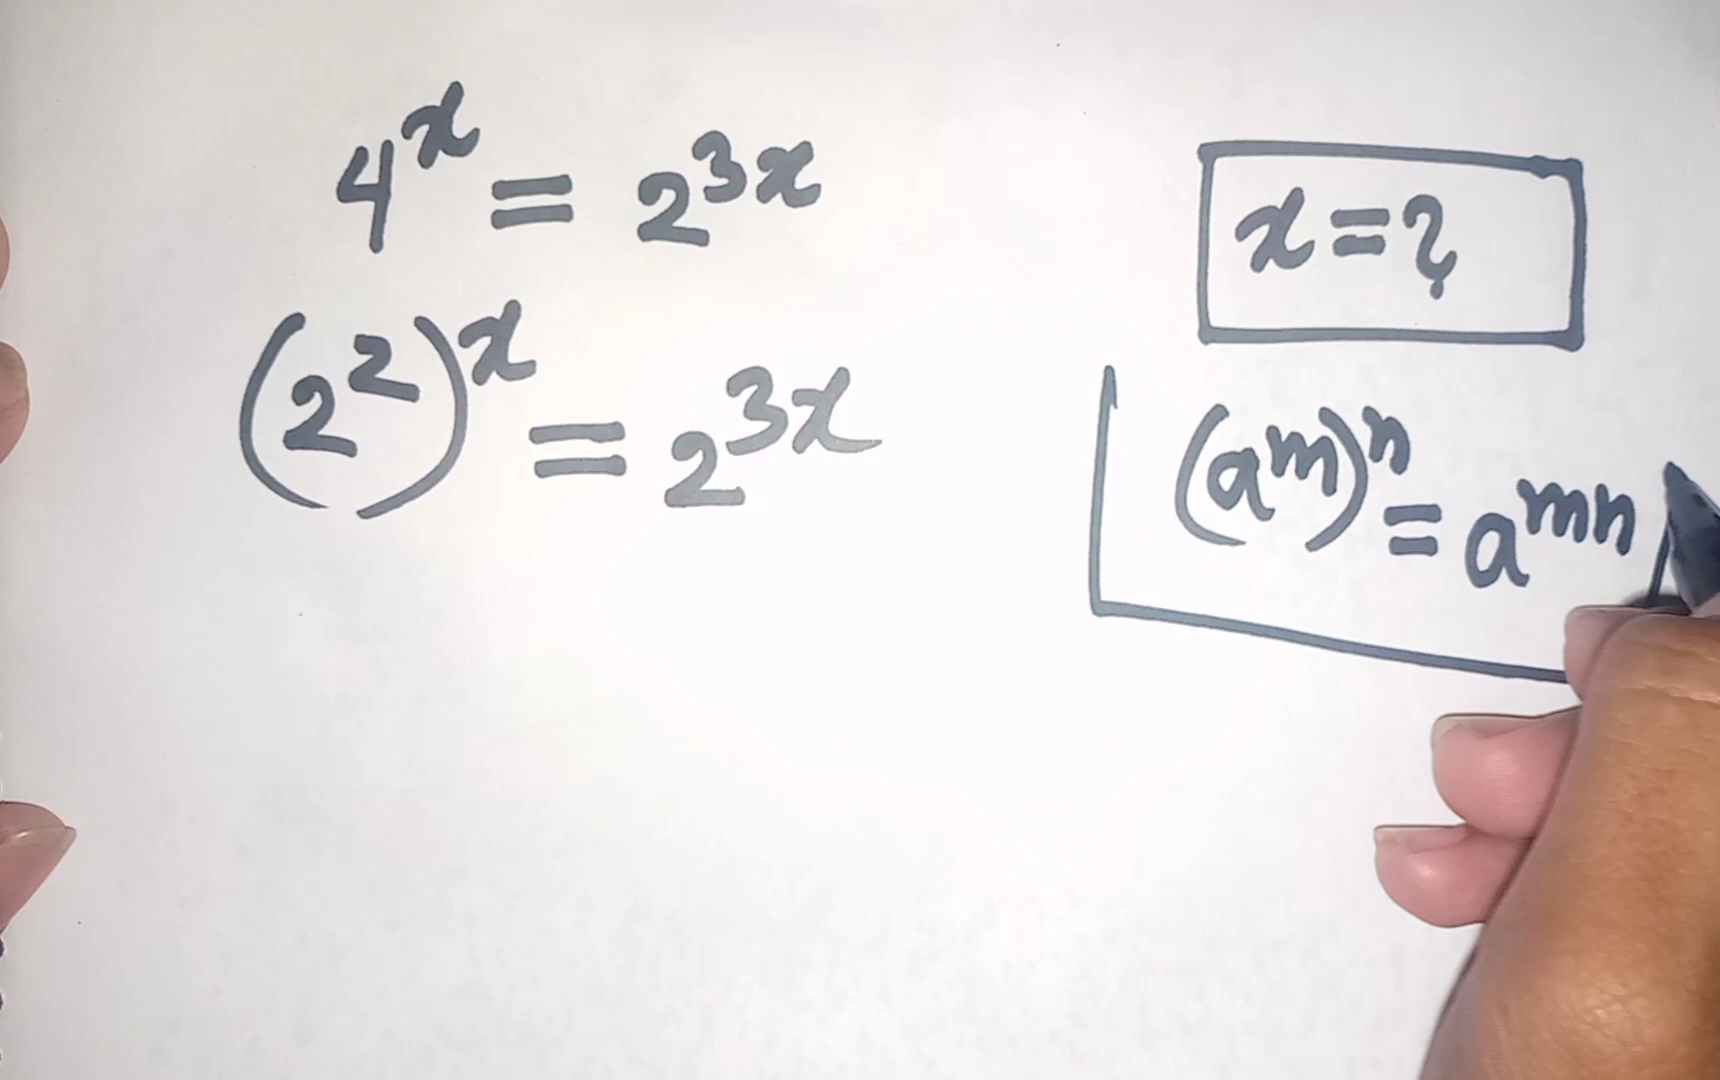 4^x = 2^{3x}
(2^2)^x = 2^{3x}
x = ?
(a^m)^n = a^{mn}